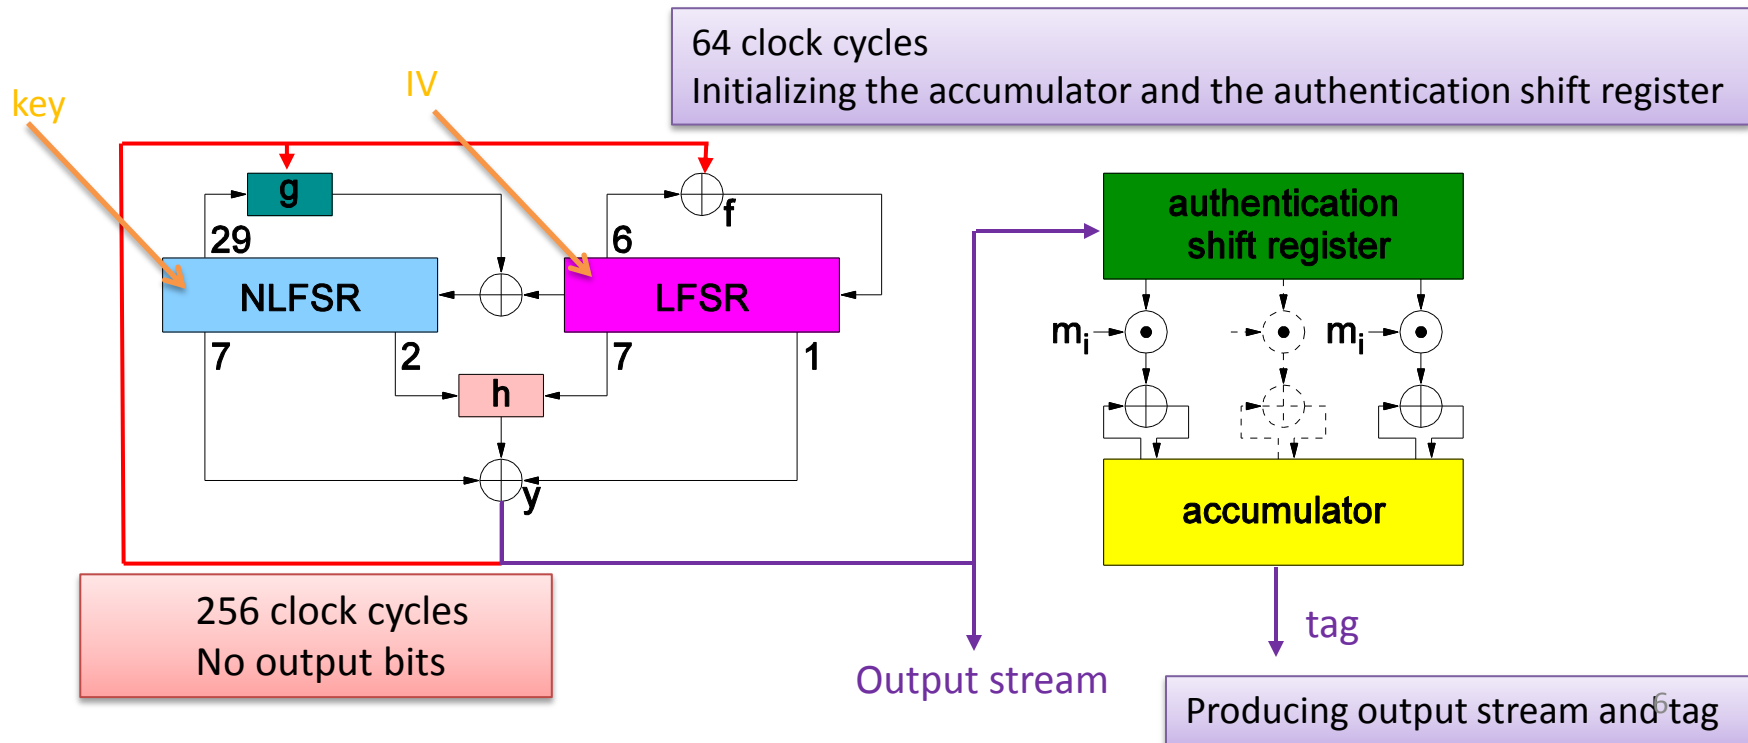 64 clock cycles
Initializing the accumulator and the authentication shift register
key
IV
g
f
29
6
NLFSR
LFSR
7
2
7
1
h
y
authentication
shift register
mi
mi
accumulator
256 clock cycles
No output bits
tag
Output stream
Producing output stream and tag
6